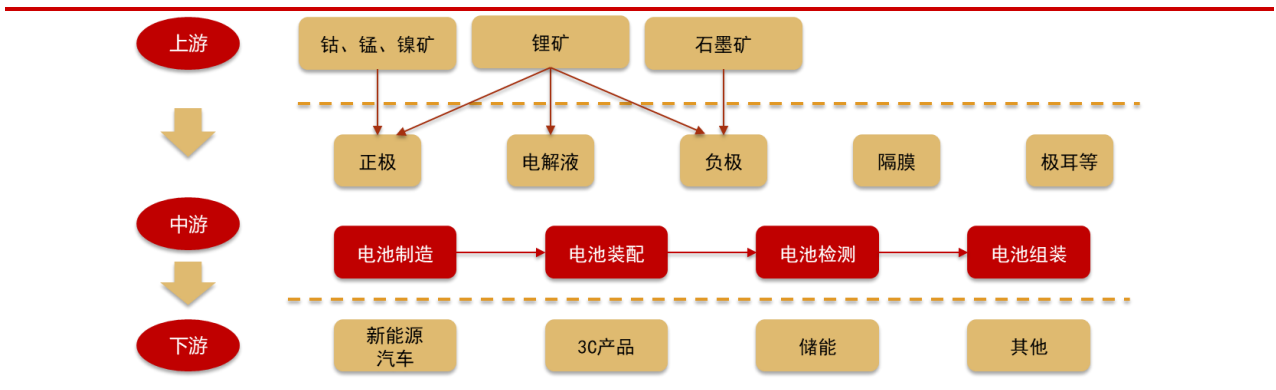 上游
钴、锰、镍矿
锂矿
石墨矿
正极
电解液
负极
隔膜
极耳等
中游
电池制造
电池装配
电池检测
电池组装
下游
新能源
汽车
3C产品
储能
其他